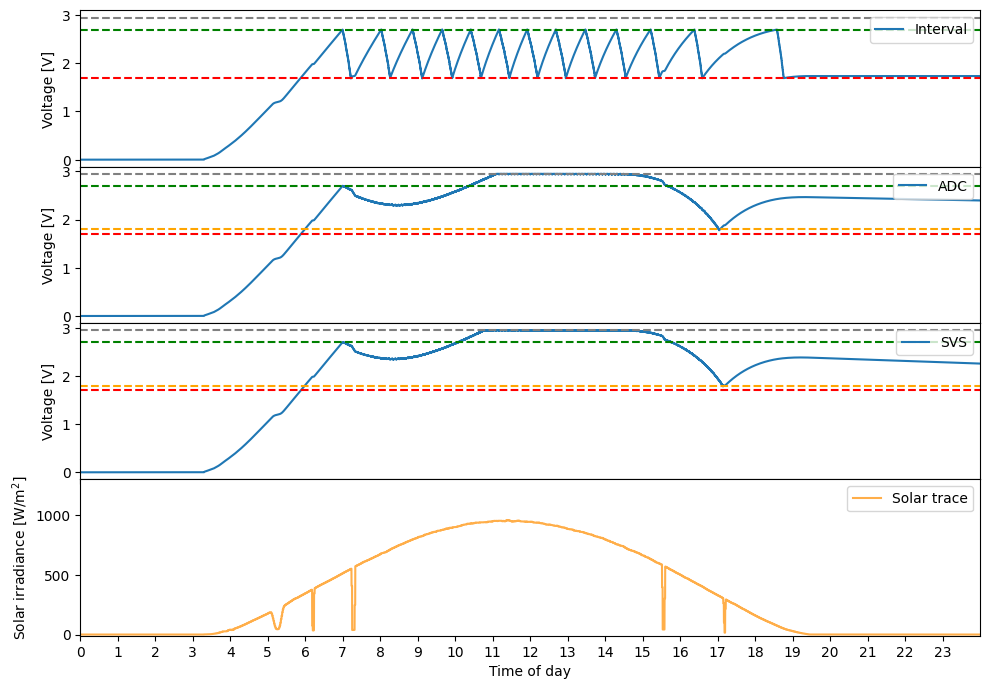 3
2
1
0
Voltage [V]
Interval
3
2
1
0
Voltage [V]
ADC
3
2
1
0
Voltage [V]
SVS
1000
500
0
Solar irradiance [W/m²]
Solar trace
0 1 2 3 4 5 6 7 8 9 10 11 12 13 14 15 16 17 18 19 20 21 22 23
Time of day